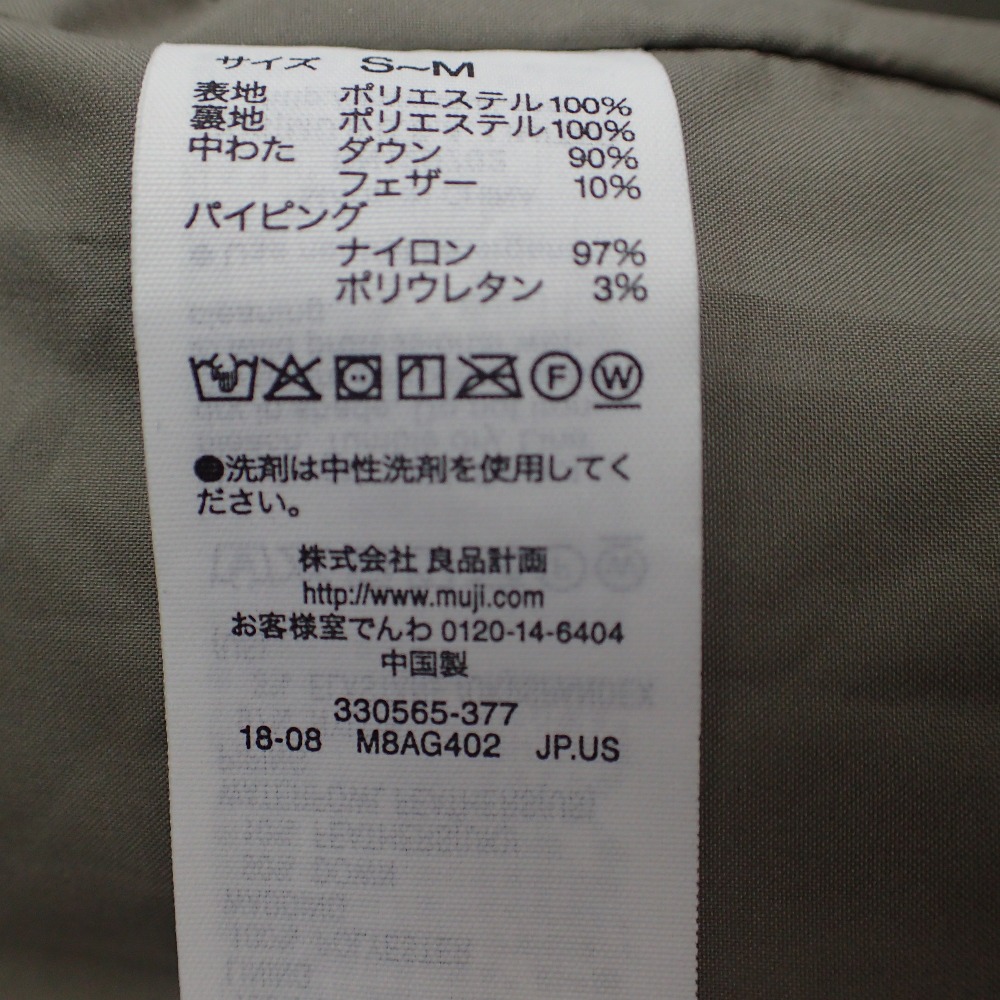 サイズ S～M
表地 ポリエステル100%
裏地 ポリエステル100%
中わた ダウン 90%
フェザー 10%
パイピング
ナイロン 97%
ポリウレタン 3%
F W
●洗剤は中性洗剤を使用してく
ださい。
株式会社 良品計画
http://www.muji.com
お客様室でんわ 0120-14-6404
中国製
330565-377
18-08 M8AG402 JP.US